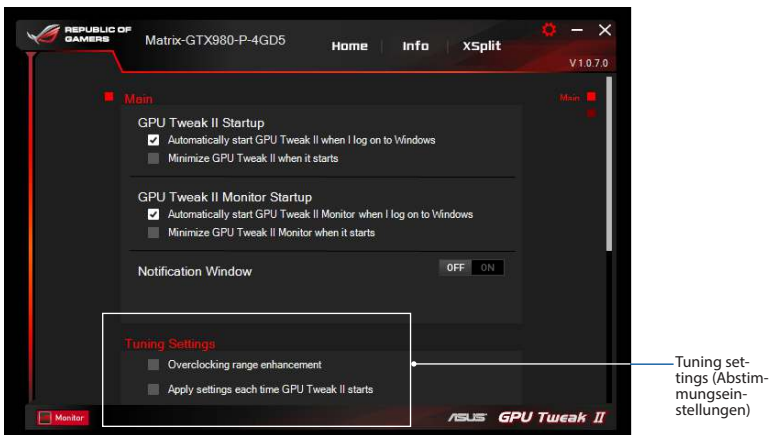 REPUBLIC OF
GAMERS
Matrix-GTX980-P-4GD5
Home
Info
XSplit
V 1.0.7.0
Main
Main
GPU Tweak II Startup
Automatically start GPU Tweak II when I log on to Windows
Minimize GPU Tweak II when it starts
GPU Tweak II Monitor Startup
Automatically start GPU Tweak II Monitor when I log on to Windows
Minimize GPU Tweak II Monitor when it starts
Notification Window
OFF ON
Tuning Settings
Overclocking range enhancement
Apply settings each time GPU Tweak II starts
Tuning set-
tings (Abstim-
mungsein-
stellungen)
Monitor
ASUS GPU Tweak II